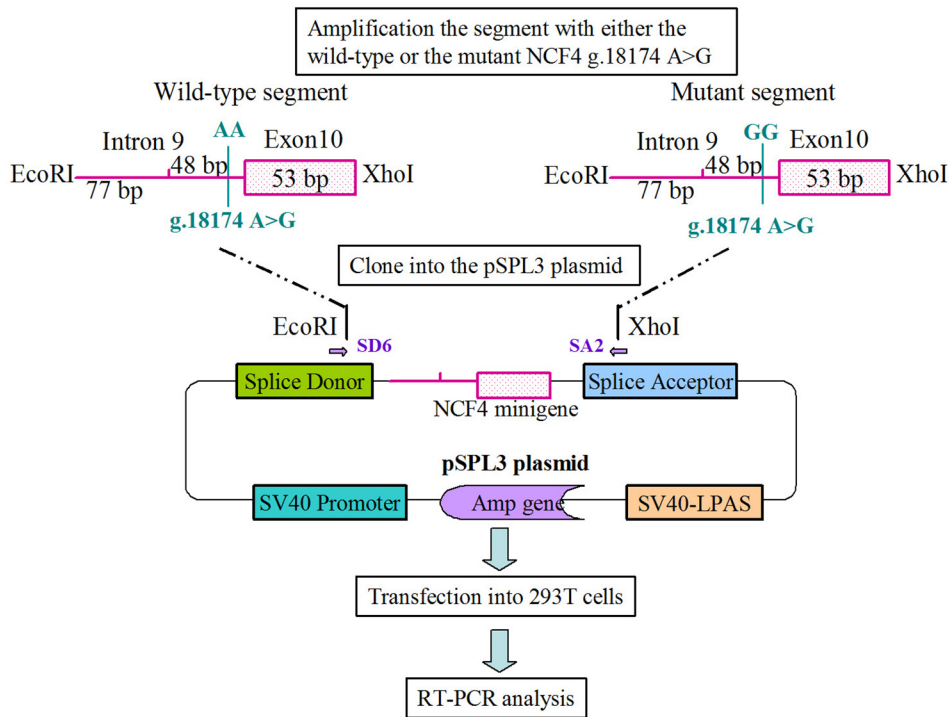 Amplification the segment with either the
wild-type or the mutant NCF4 g.18174 A>G
Wild-type segment
Mutant segment
Intron 9
AA
Exon10
EcoRI
48 bp
53 bp
XhoI
77 bp
g.18174 A>G
Intron 9
GG
Exon10
EcoRI
48 bp
53 bp
XhoI
77 bp
g.18174 A>G
Clone into the pSPL3 plasmid
EcoRI
XhoI
SD6
SA2
Splice Donor
Splice Acceptor
NCF4 minigene
pSPL3 plasmid
SV40 Promoter
Amp gene
SV40-LPAS
Transfection into 293T cells
RT-PCR analysis